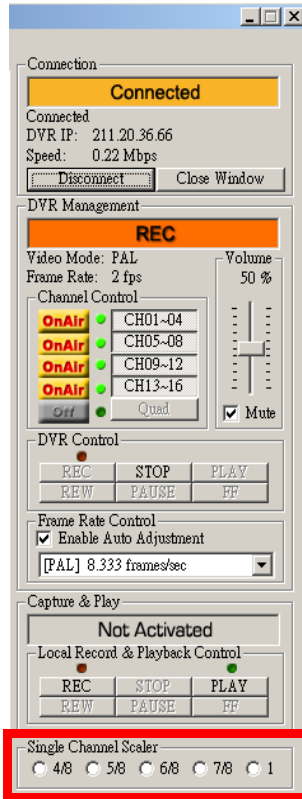 Connection
Connected
Connected
DVR IP: 211.20.36.66
Speed: 0.22 Mbps
Disconnect Close Window
DVR Management
REC
Video Mode: PAL
Frame Rate: 2 fps
Volume
50 %
Channel Control
OnAir CH01~04
OnAir CH05~08
OnAir CH09~12
OnAir CH13~16
Off Quad
Mute
DVR Control
REC STOP PLAY
REW PAUSE FF
Frame Rate Control
Enable Auto Adjustment
[PAL] 8.333 frames/sec
Capture & Play
Not Activated
Local Record & Playback Control
REC STOP PLAY
REW PAUSE FF
Single Channel Scaler
4/8 5/8 6/8 7/8 1